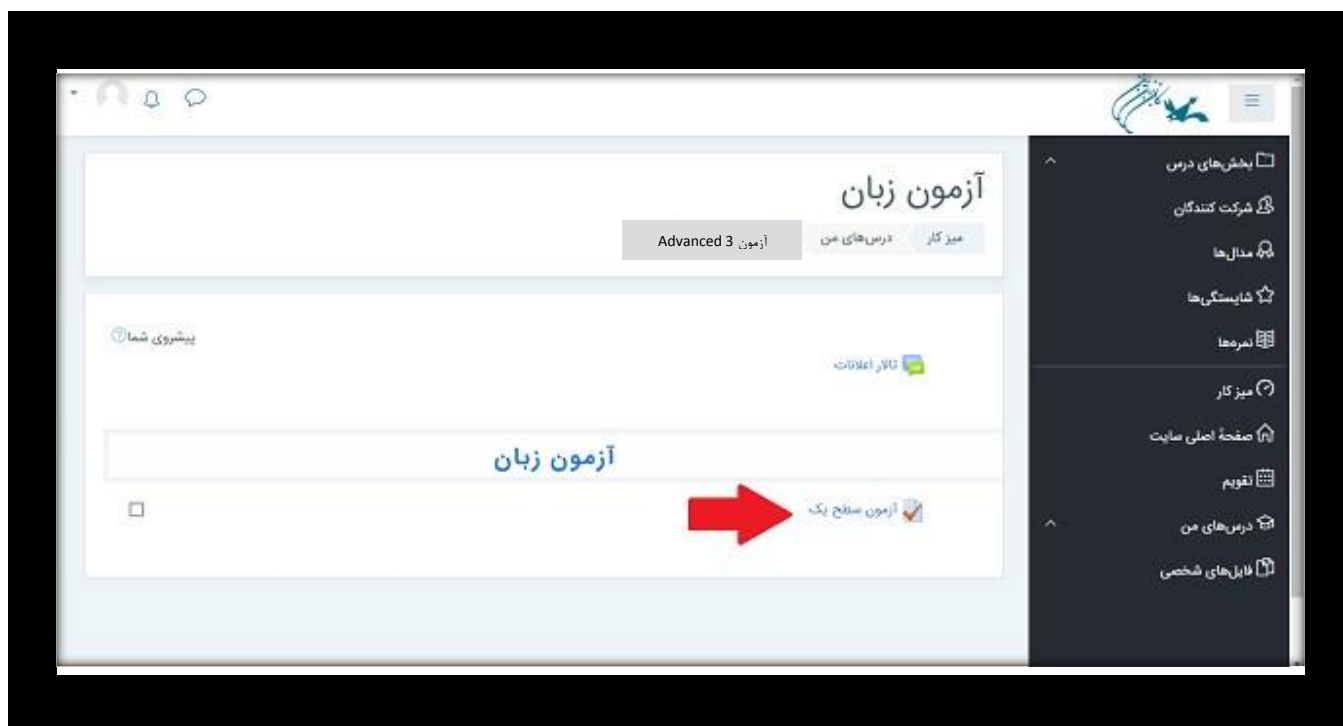 بخش‌های درس
شرکت کنندگان
مدال‌ها
شایستگی‌ها
نمره‌ها
میز کار
صفحهٔ اصلی سایت
تقویم
درس‌های من
فایل‌های شخصی
آزمون زبان
میز کار درس‌های من آزمون Advanced 3
پیشروی شما
تالار اعلانات
آزمون زبان
آزمون سطح یک